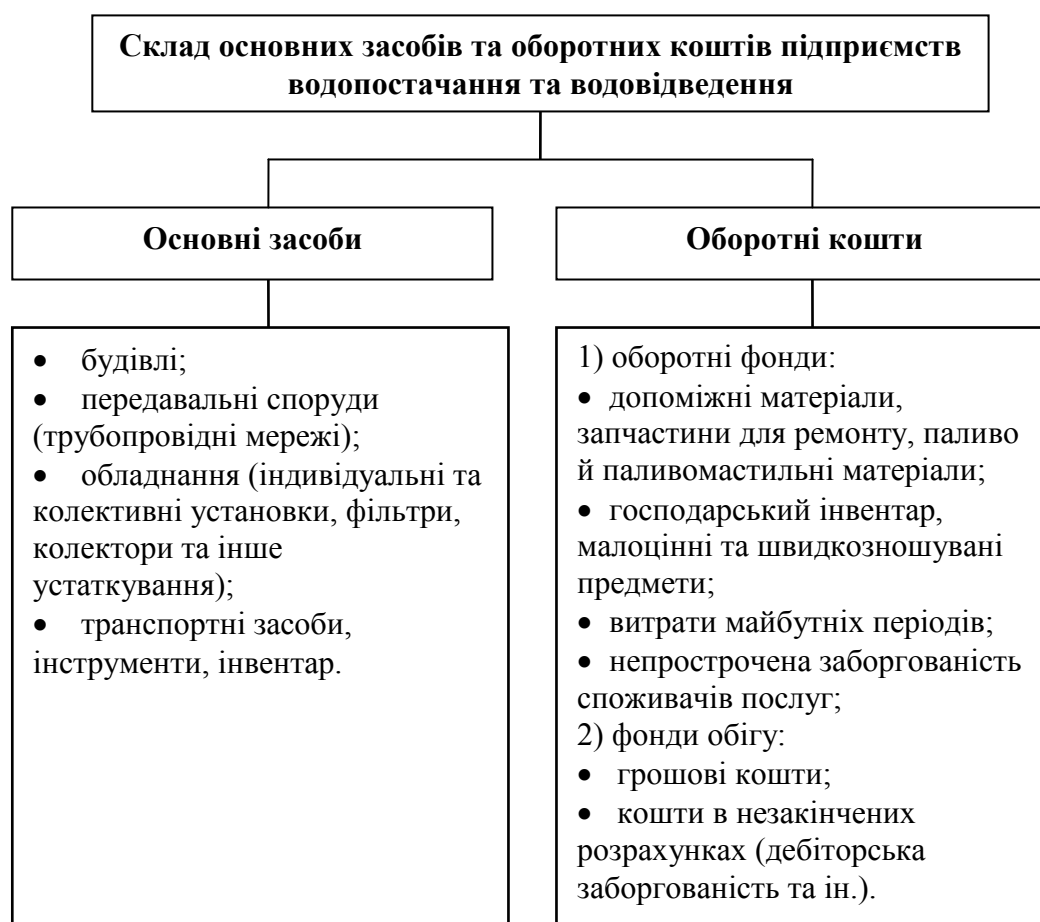 Склад основних засобів та оборотних коштів підприємств
водопостачання та водовідведення
Основні засоби
Оборотні кошти
• будівлі;
• передавальні споруди
(трубопровідні мережі);
• обладнання (індивідуальні та
колективні установки, фільтри,
колектори та інше
устаткування);
• транспортні засоби,
інструменти, інвентар.
1) оборотні фонди:
• допоміжні матеріали,
запчастини для ремонту, паливо
й паливомастильні матеріали;
• господарський інвентар,
малоцінні та швидкозношувані
предмети;
• витрати майбутніх періодів;
• непрострочена заборгованість
споживачів послуг;
2) фонди обігу:
• грошові кошти;
• кошти в незакінчених
розрахунках (дебіторська
заборгованість та ін.).